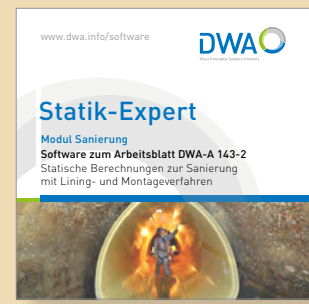 www.dwa.info/software
DWA
Statik-Expert
Modul Sanierung
Software zum Arbeitsblatt DWA-A 143-2
Statische Berechnungen zur Sanierung
mit Lining- und Montageverfahren